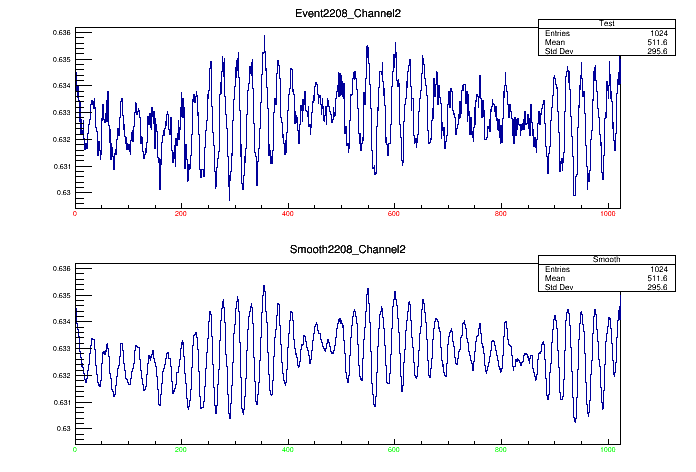 Event2208_Channel2
Test
Entries 1024
Mean 511.6
Std Dev 295.6
0.636
0.635
0.634
0.633
0.632
0.631
0.63
0 200 400 600 800 1000
Smooth2208_Channel2
Smooth
Entries 1024
Mean 511.6
Std Dev 295.6
0.636
0.635
0.634
0.633
0.632
0.631
0.63
0 200 400 600 800 1000